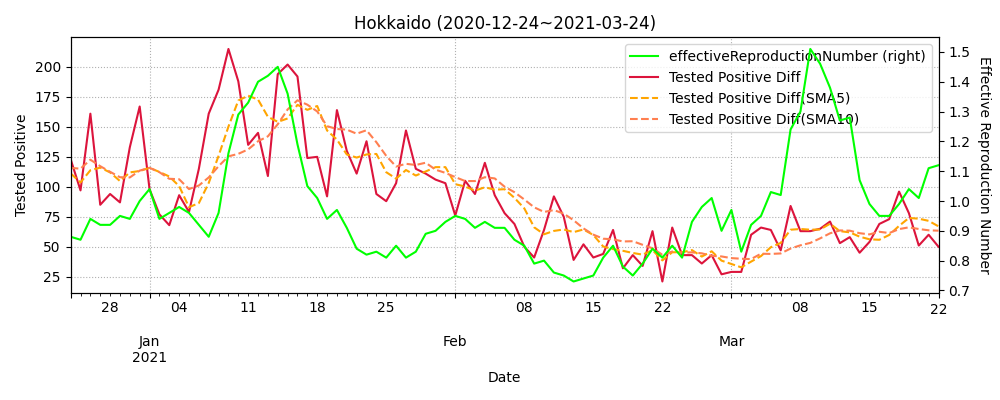 Hokkaido (2020-12-24~2021-03-24)
effectiveReproductionNumber (right)
Tested Positive Diff
Tested Positive Diff(SMA5)
Tested Positive Diff(SMA10)
Tested Positive
200
175
150
125
100
75
50
25
1.5
1.4
1.3
1.2
1.1
1.0
0.9
0.8
0.7
Effective Reproduction Number
28 04 11 18 25 08 15 22 08 15 22
Jan Feb Mar
2021
Date